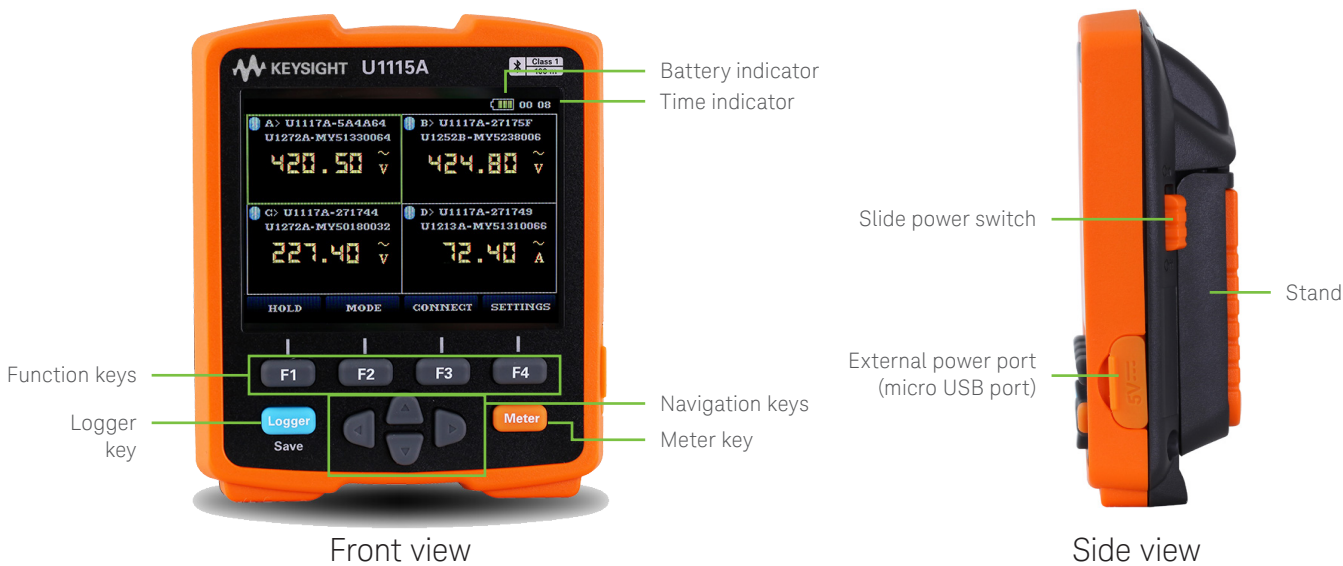 KEYSIGHT U1115A
Class 1
100 m
Battery indicator
Time indicator
00 08
A> U1117A-5A4A64
U1272A-MY51330064
420.50 ~ V
B> U1117A-27175F
U1252B-MY5238006
424.80 ~ V
C> U1117A-271744
U1272A-MY50180032
227.40 ~ V
D> U1117A-271749
U1213A-MY51310066
72.40 ~ A
HOLD MODE CONNECT SETTINGS
Function keys
F1 F2 F3 F4
Logger
key
Logger
Save
Meter
Navigation keys
Meter key
Front view
Slide power switch
Stand
External power port
(micro USB port)
5V
Side view